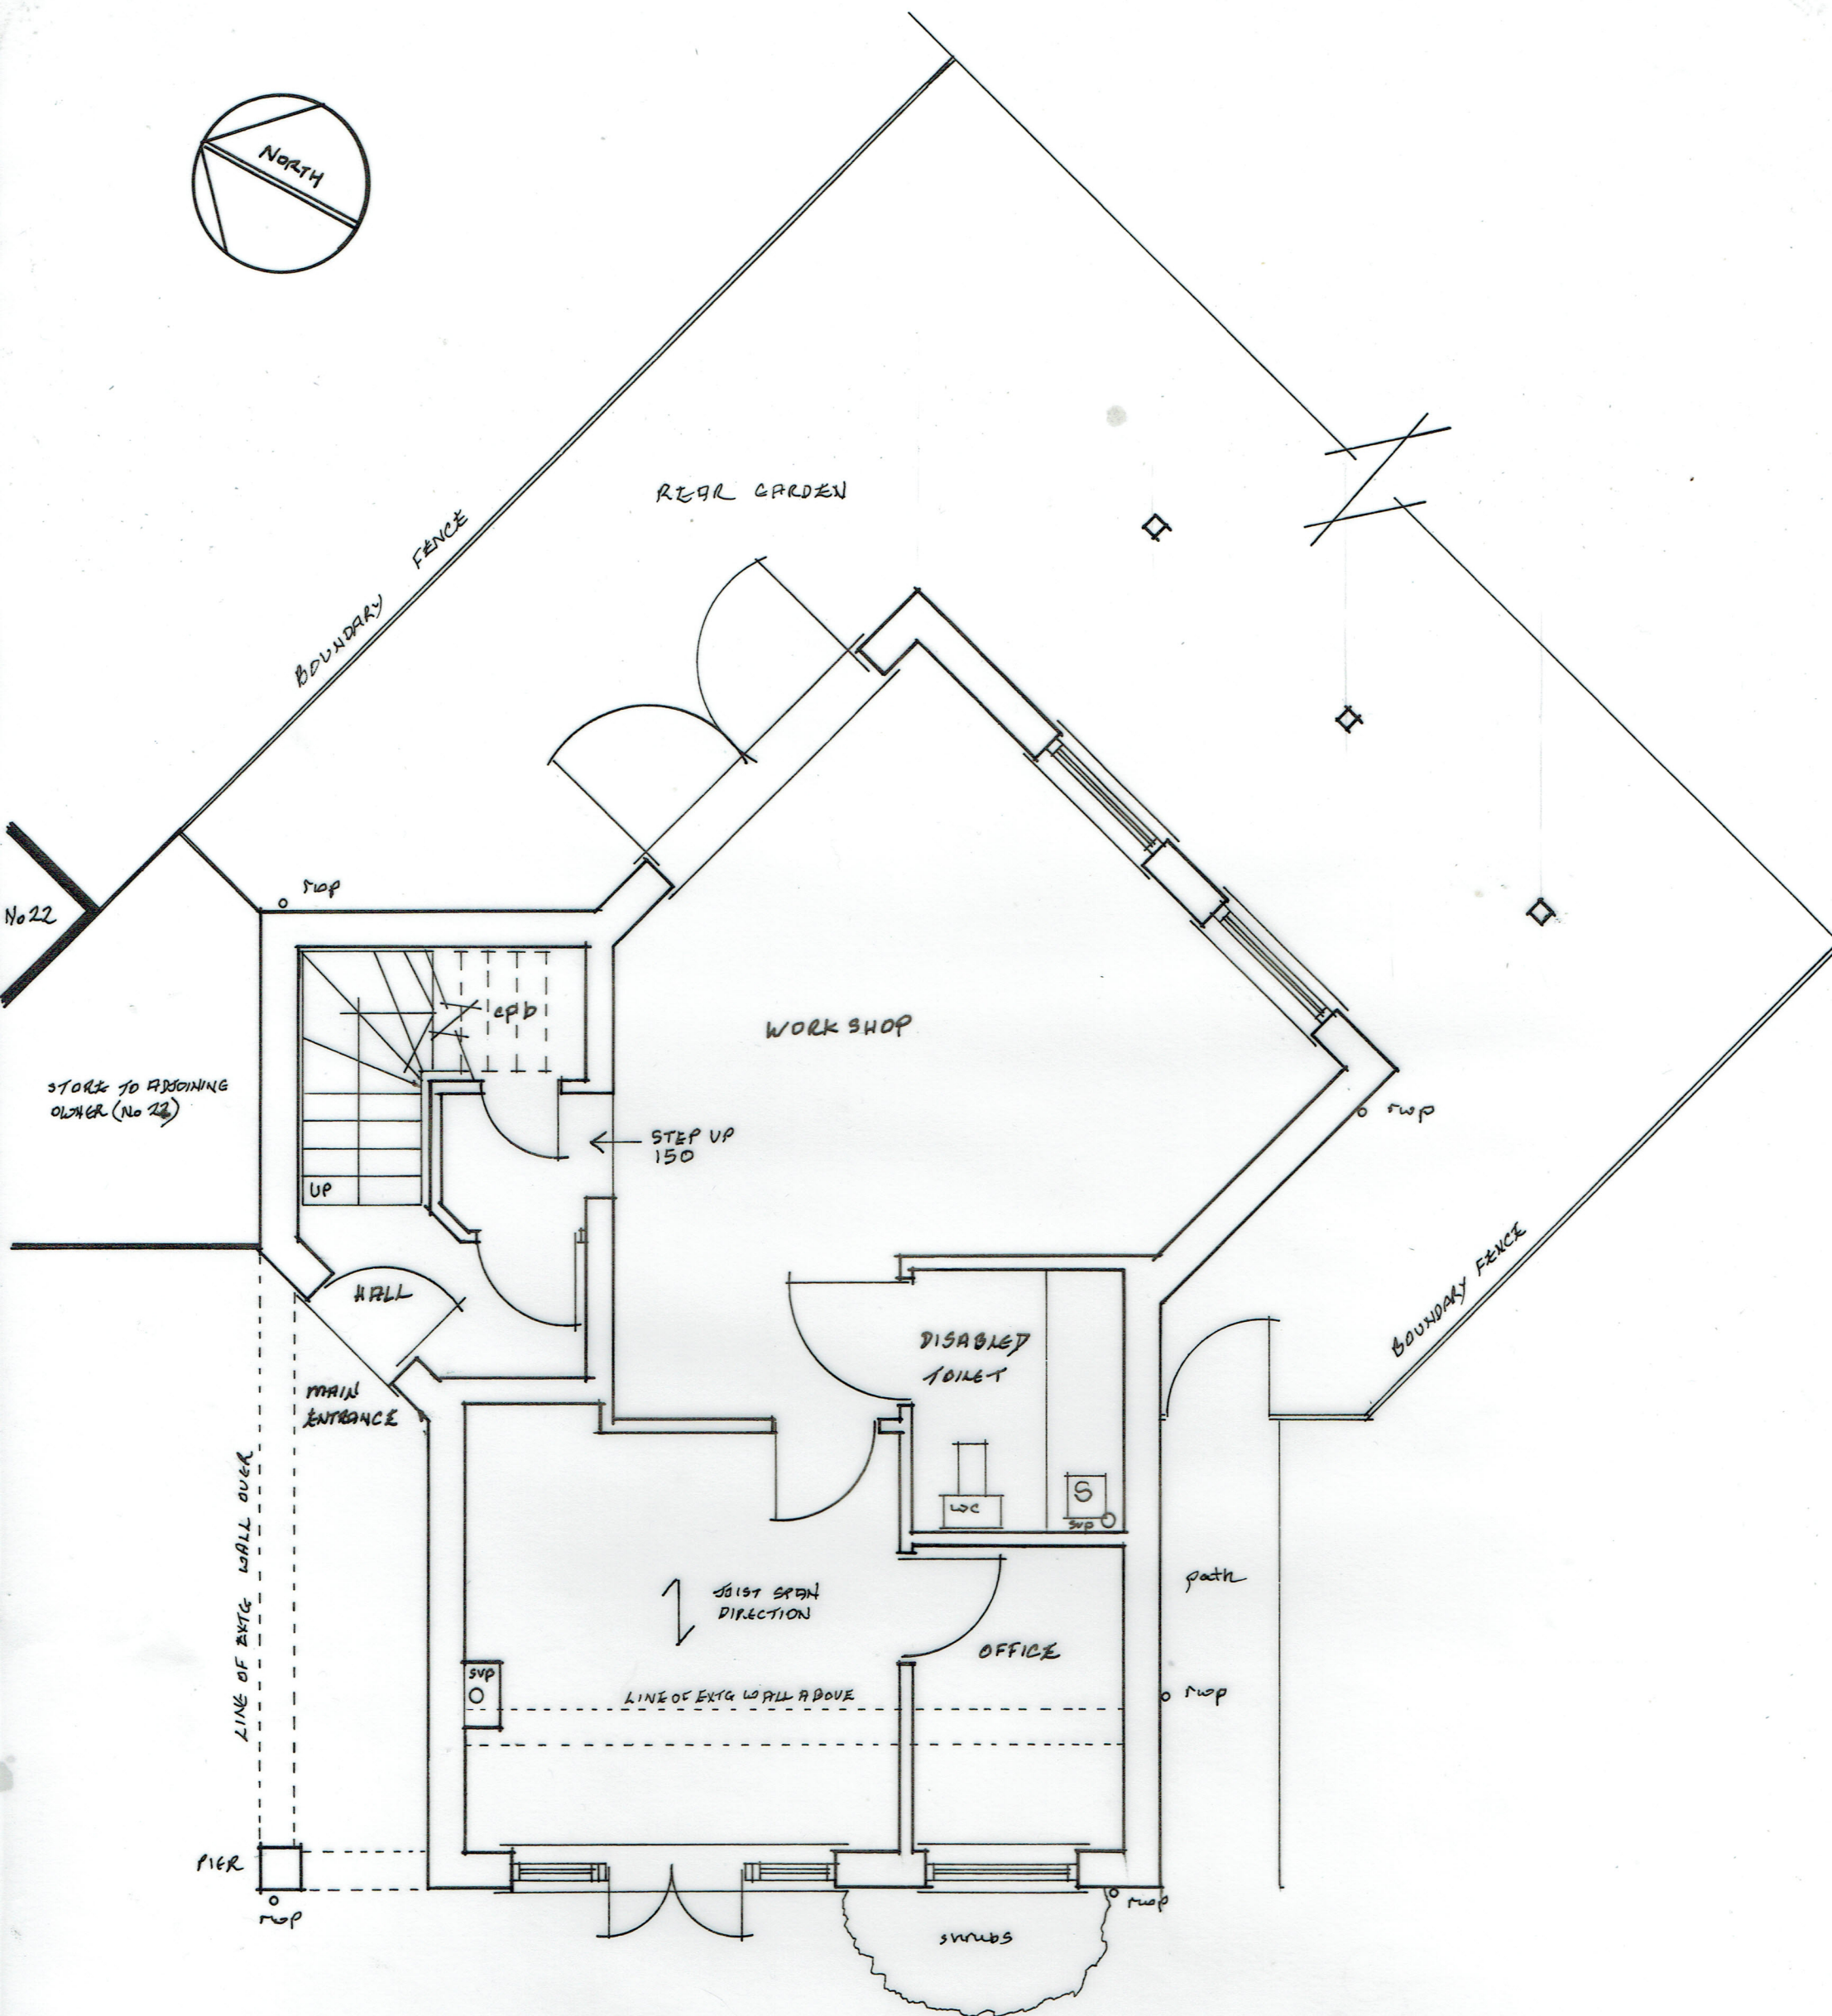 NORTH
REAR GARDEN
BOUNDARY FENCE
rwp
No 22
cpb
WORKSHOP
STORE TO ADJOINING
OWNER (No 22)
rwp
STEP UP
150
UP
BOUNDARY FENCE
HALL
DISABLED
TOILET
MAIN
ENTRANCE
S
WC
svp
LINE OF EXTG WALL OVER
path
JOIST SPAN
DIRECTION
OFFICE
svp
LINE OF EXTG WALL ABOVE
rwp
PIER
rwp
rwp
shrubs